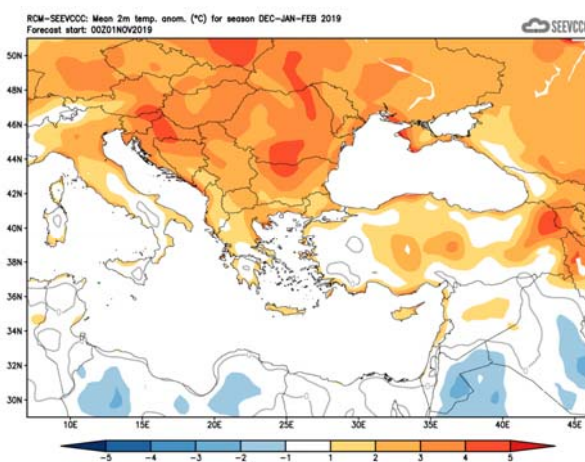 RCM-SEEVCCC: Mean 2m temp. anom. (°C) for season DEC-JAN-FEB 2019
Forecast start: 00Z01NOV2019
SEEVCCC
50N
48N
46N
44N
42N
40N
38N
36N
34N
32N
30N
10E 15E 20E 25E 30E 35E 40E 45E
-5 -4 -3 -2 -1 1 2 3 4 5